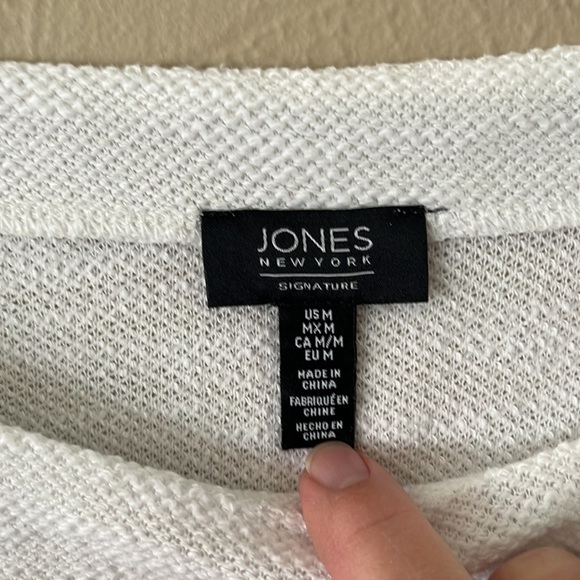 JONES
NEW YORK
SIGNATURE
US M
MX M
CA M/M
EU M
MADE IN
CHINA
FABRIQUÉ EN
CHINE
HECHO EN
CHINA